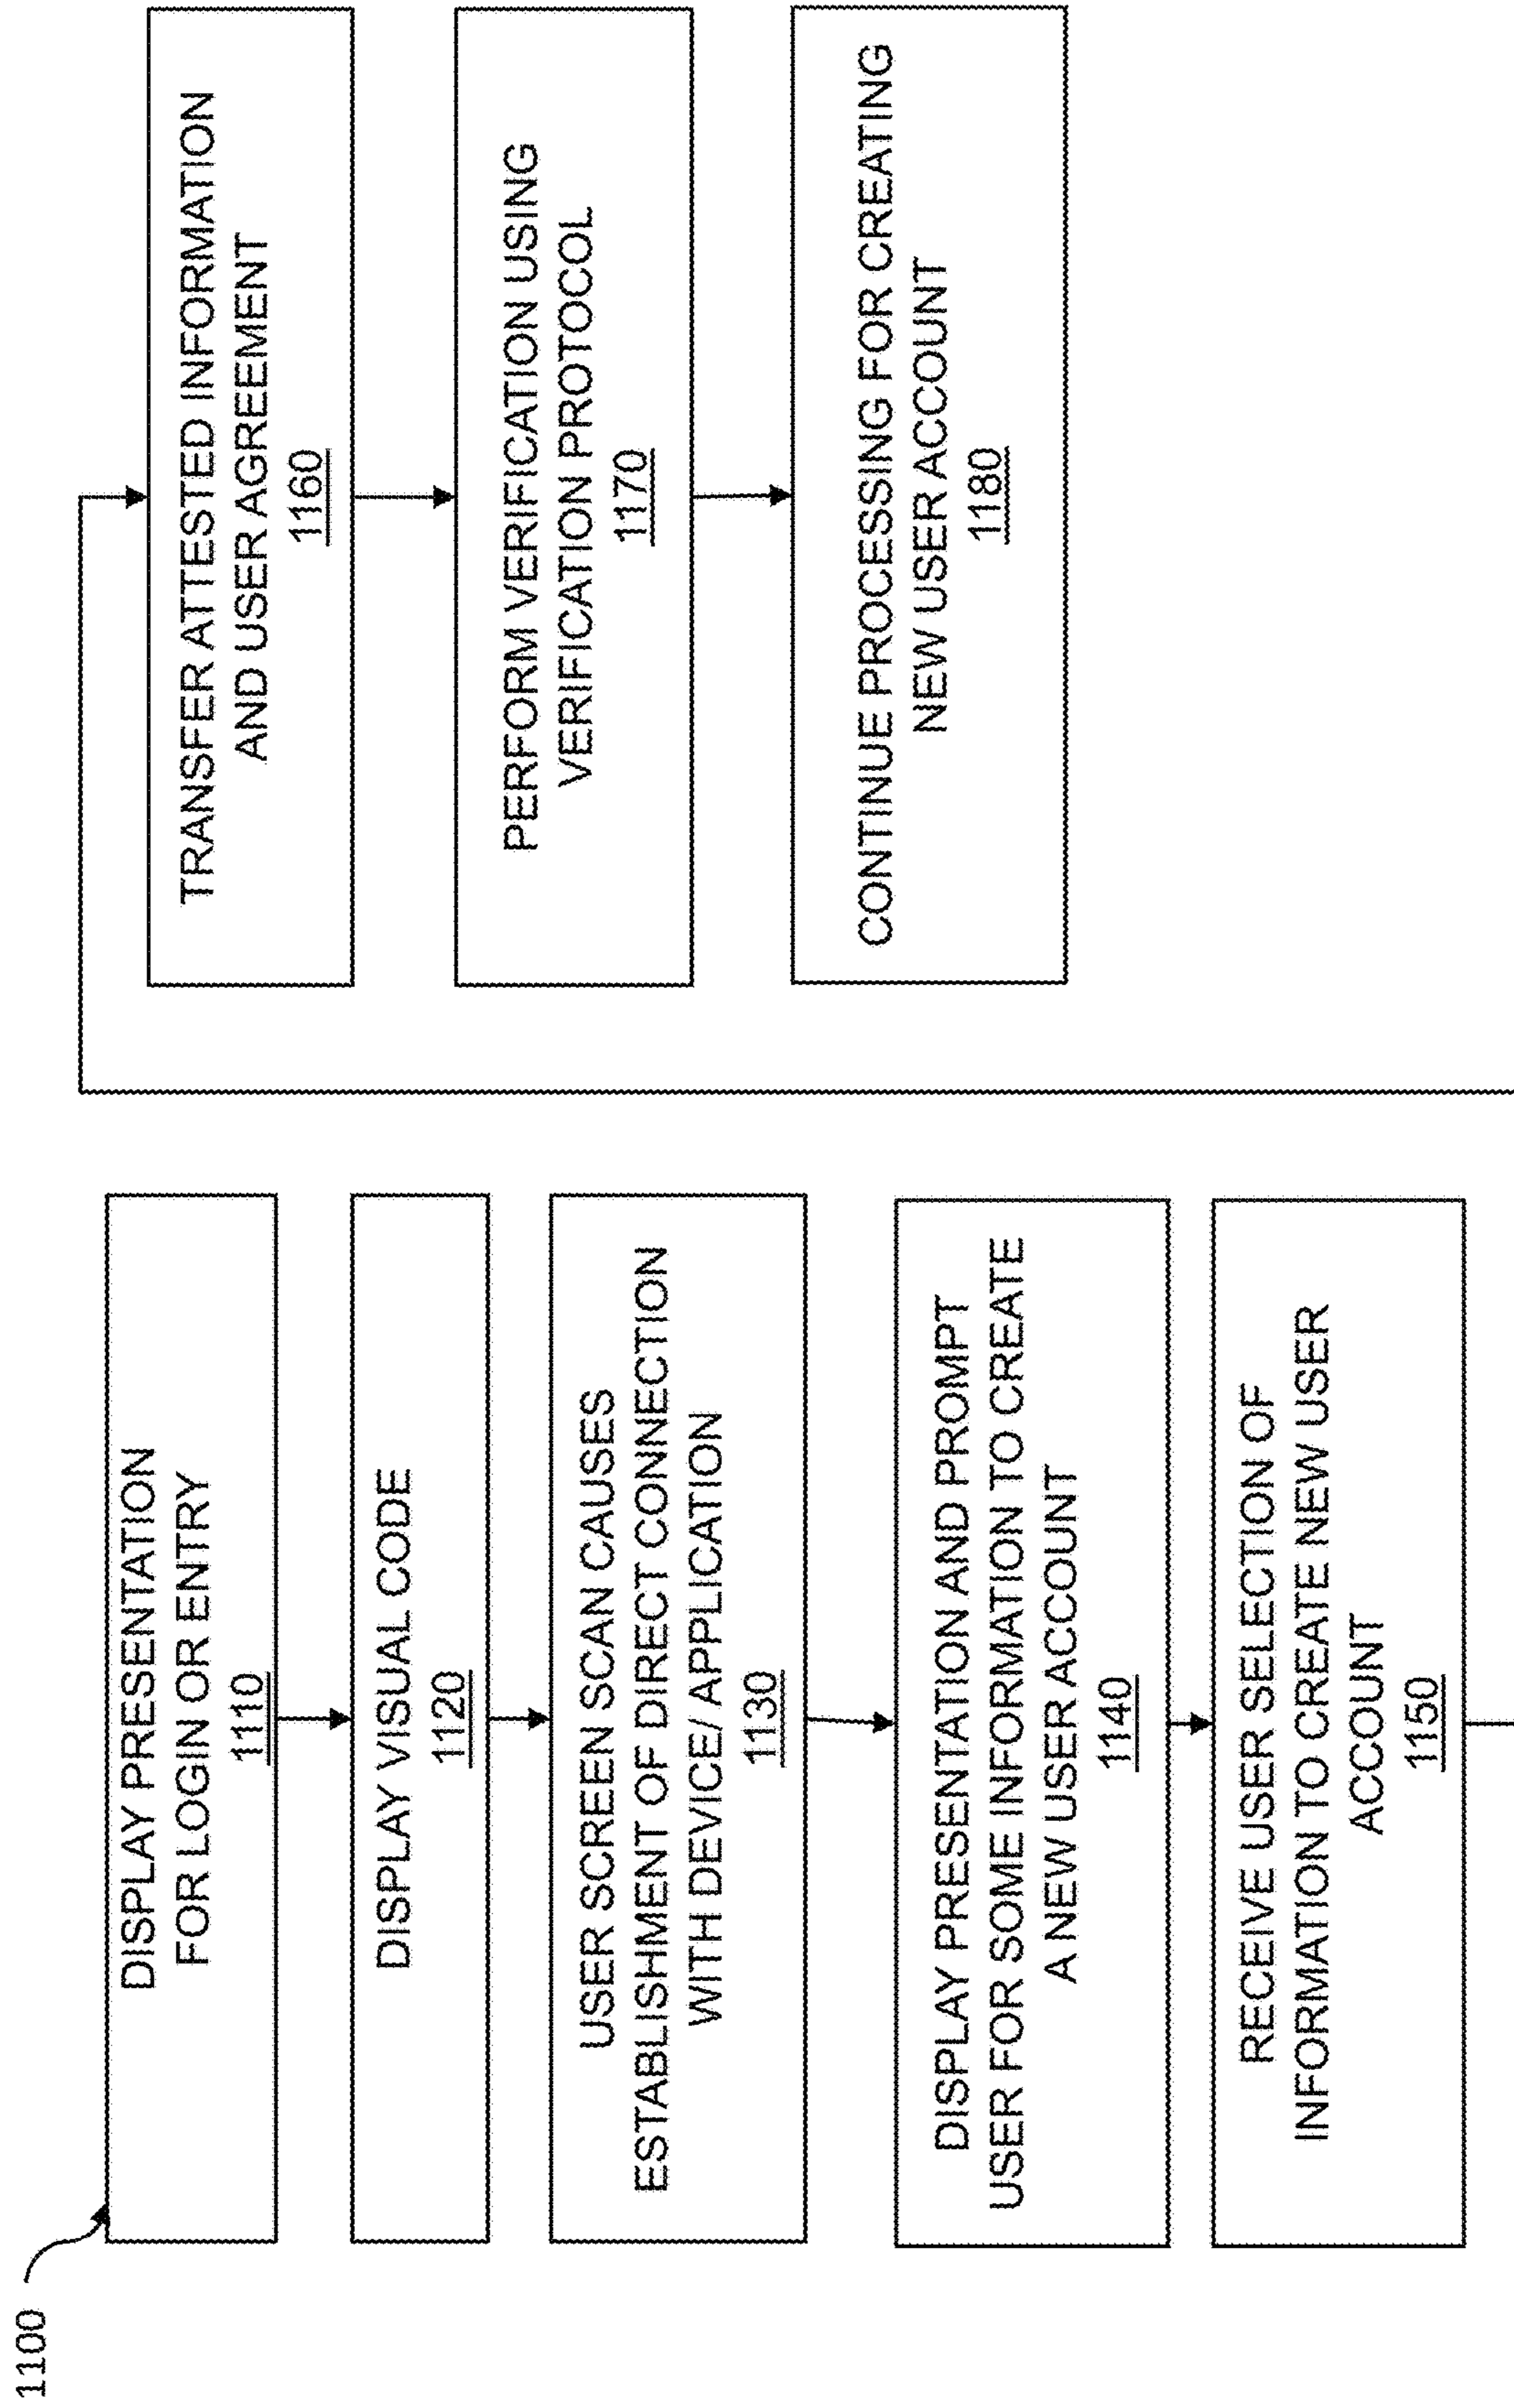 1100
DISPLAY PRESENTATION
FOR LOGIN OR ENTRY
1110
DISPLAY VISUAL CODE
1120
USER SCREEN SCAN CAUSES
ESTABLISHMENT OF DIRECT CONNECTION
WITH DEVICE/ APPLICATION
1130
DISPLAY PRESENTATION AND PROMPT
USER FOR SOME INFORMATION TO CREATE
A NEW USER ACCOUNT
1140
RECEIVE USER SELECTION OF
INFORMATION TO CREATE NEW USER
ACCOUNT
1150
TRANSFER ATTESTED INFORMATION
AND USER AGREEMENT
1160
PERFORM VERIFICATION USING
VERIFICATION PROTOCOL
1170
CONTINUE PROCESSING FOR CREATING
NEW USER ACCOUNT
1180